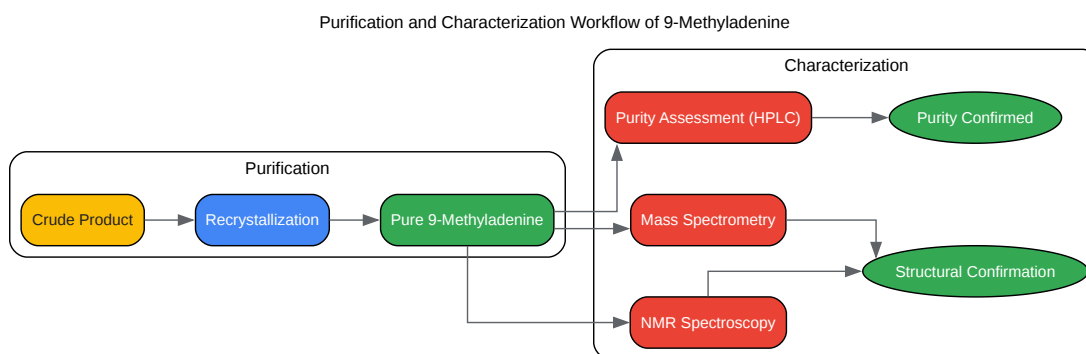 Purification and Characterization Workflow of 9-Methyladenine
Characterization
Purity Assessment (HPLC)
Purity Confirmed
Purification
Crude Product
Recrystallization
Pure 9-Methyladenine
Mass Spectrometry
Structural Confirmation
NMR Spectroscopy